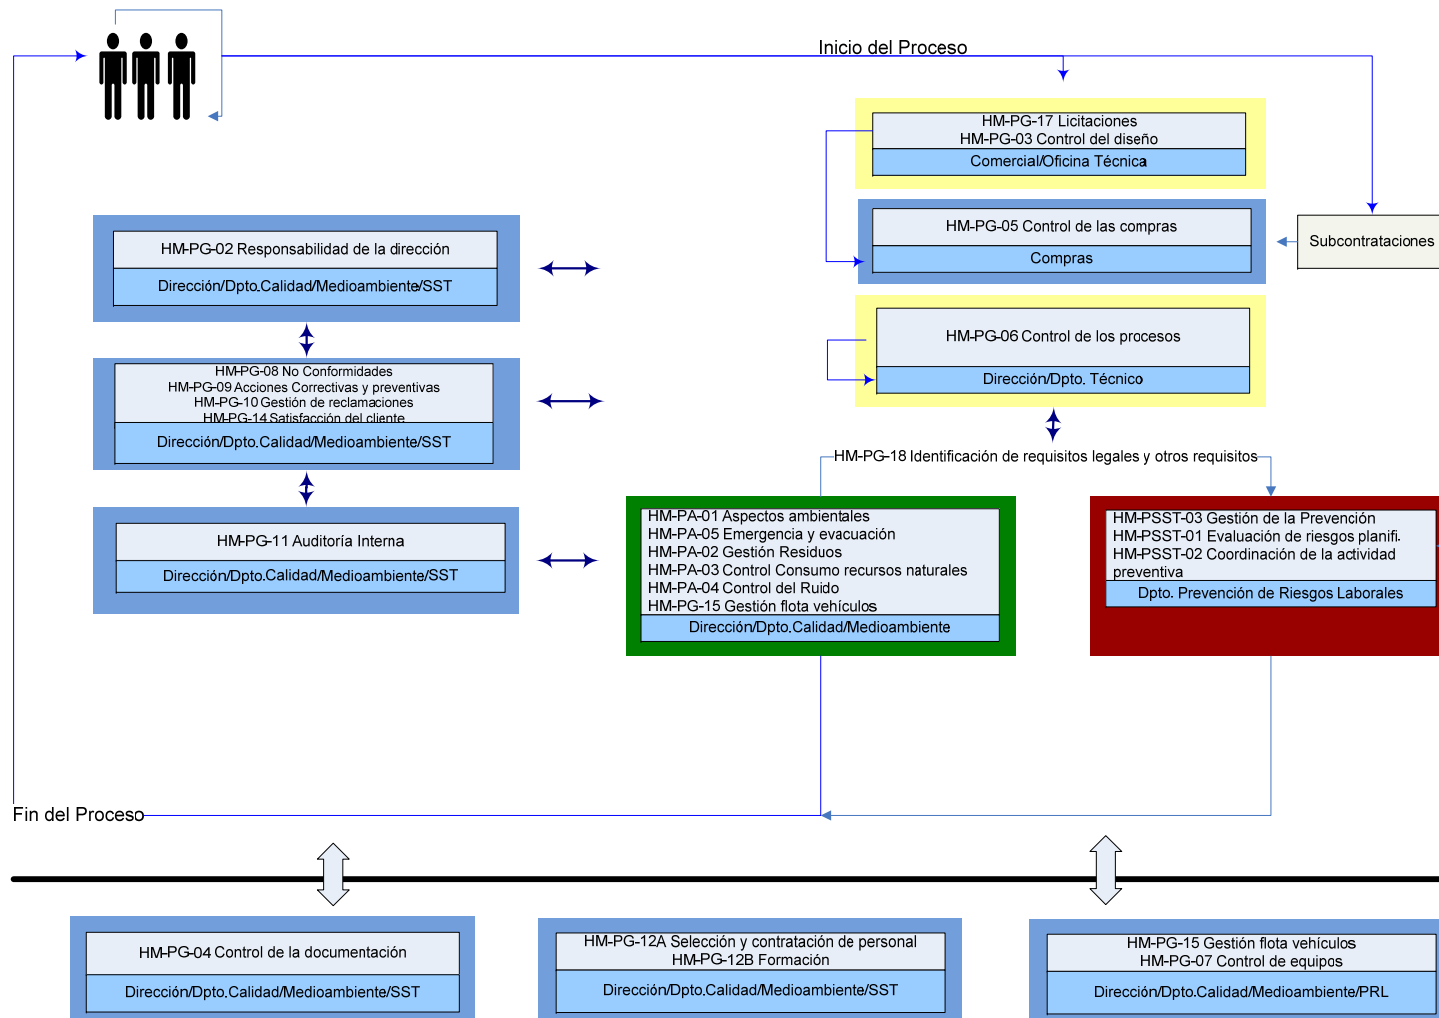 Inicio del Proceso
HM-PG-17 Licitaciones
HM-PG-03 Control del diseño
Comercial/Oficina Técnica
HM-PG-05 Control de las compras
Compras
Subcontrataciones
HM-PG-02 Responsabilidad de la dirección
Dirección/Dpto.Calidad/Medioambiente/SST
HM-PG-06 Control de los procesos
Dirección/Dpto. Técnico
HM-PG-08 No Conformidades
HM-PG-09 Acciones Correctivas y preventivas
HM-PG-10 Gestión de reclamaciones
HM-PG-14 Satisfacción del cliente
Dirección/Dpto.Calidad/Medioambiente/SST
HM-PG-18 Identificación de requisitos legales y otros requisitos
HM-PG-11 Auditoría Interna
Dirección/Dpto.Calidad/Medioambiente/SST
HM-PA-01 Aspectos ambientales
HM-PA-05 Emergencia y evacuación
HM-PA-02 Gestión Residuos
HM-PA-03 Control Consumo recursos naturales
HM-PA-04 Control del Ruido
HM-PG-15 Gestión flota vehículos
Dirección/Dpto.Calidad/Medioambiente
HM-PSST-03 Gestión de la Prevención
HM-PSST-01 Evaluación de riesgos planifi.
HM-PSST-02 Coordinación de la actividad
preventiva
Dpto. Prevención de Riesgos Laborales
Fin del Proceso
HM-PG-04 Control de la documentación
Dirección/Dpto.Calidad/Medioambiente/SST
HM-PG-12A Selección y contratación de personal
HM-PG-12B Formación
Dirección/Dpto.Calidad/Medioambiente/SST
HM-PG-15 Gestión flota vehículos
HM-PG-07 Control de equipos
Dirección/Dpto.Calidad/Medioambiente/PRL